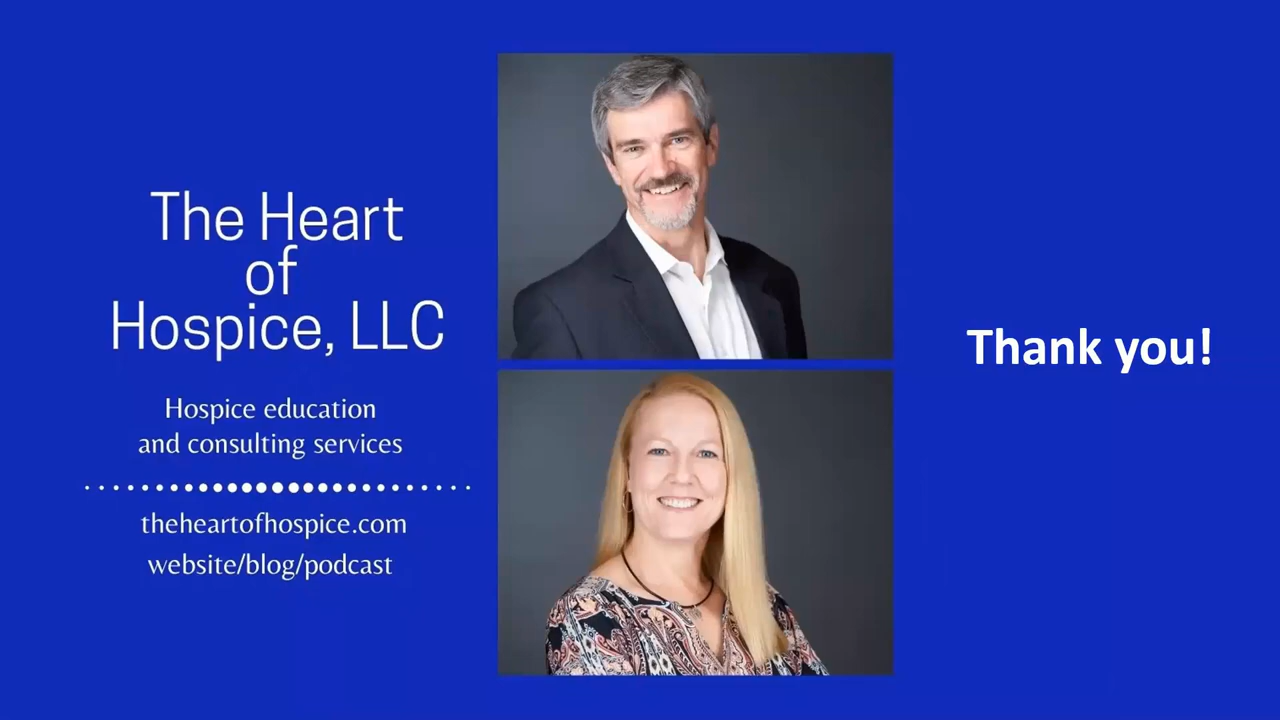 The Heart
of
Hospice, LLC
Hospice education
and consulting services
theheartofhospice.com
website/blog/podcast
Thank you!